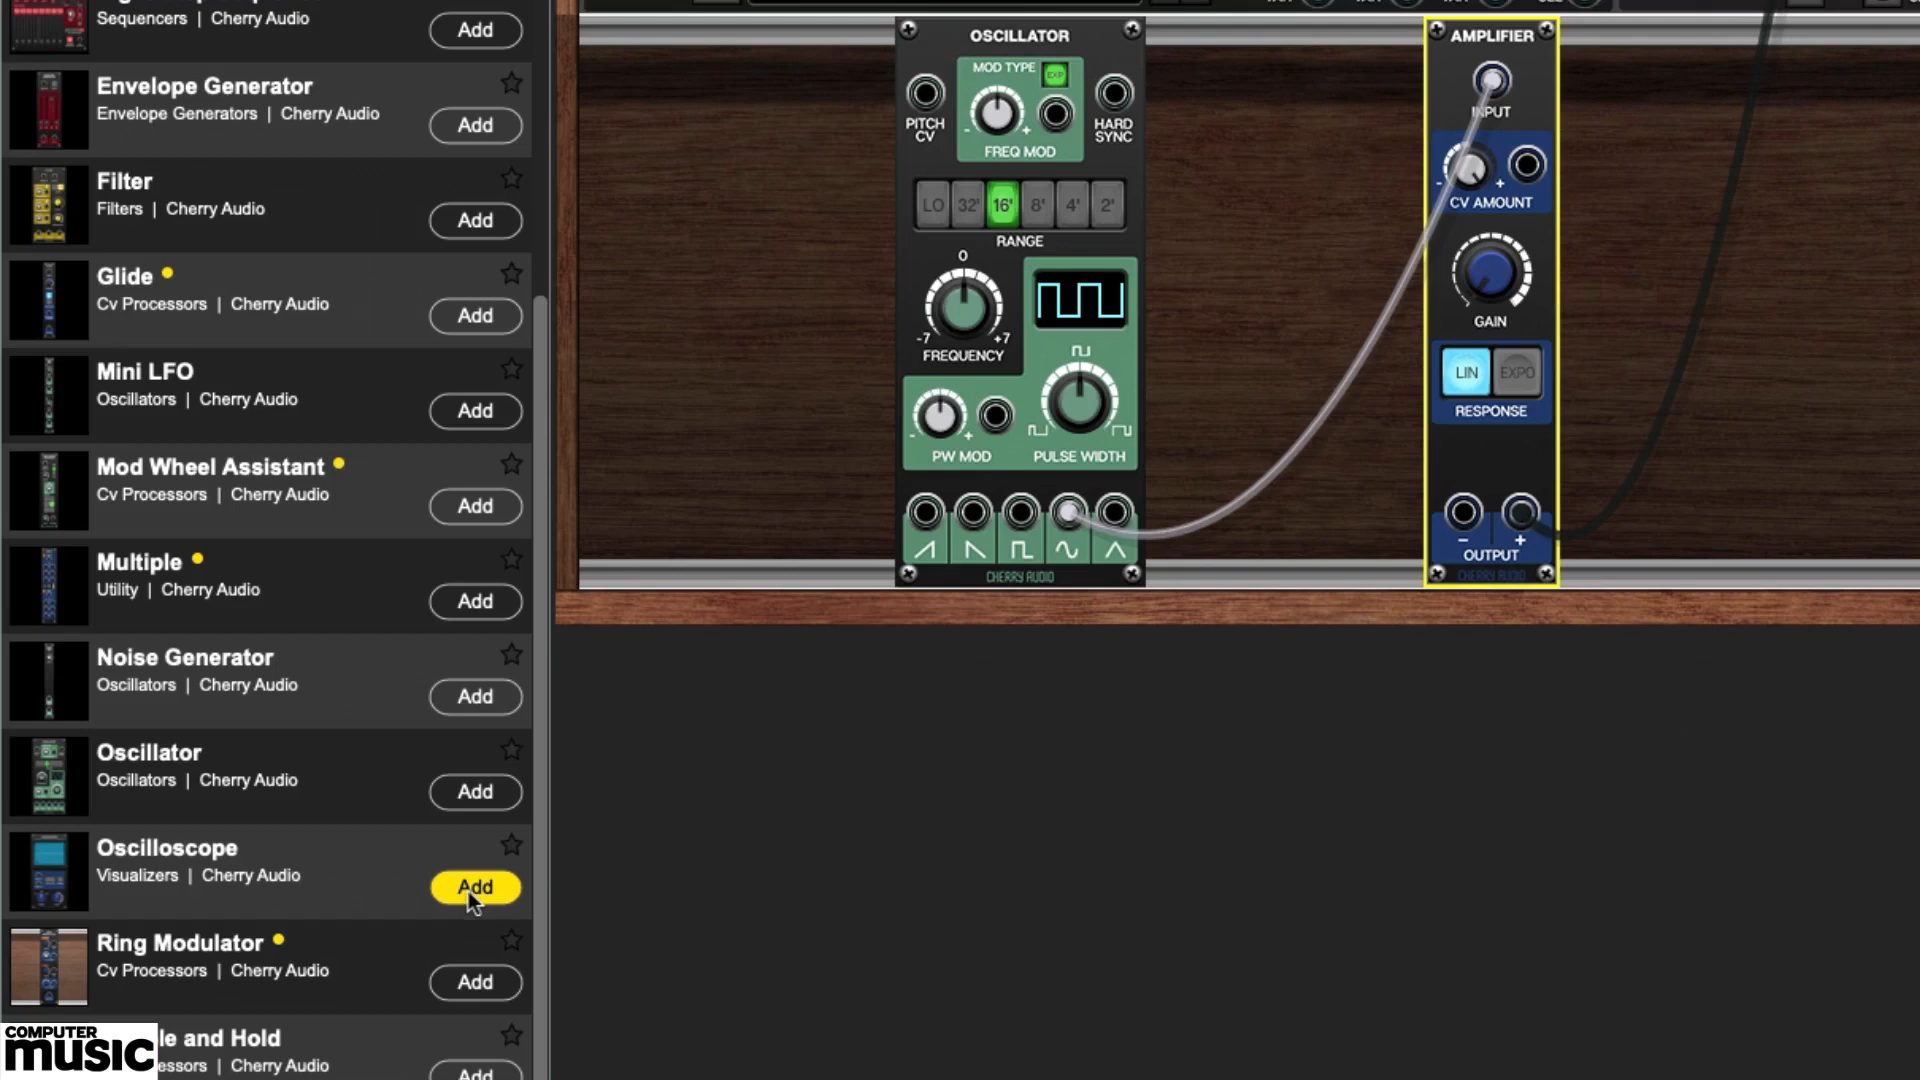 Sequencers | Cherry Audio
Add
Envelope Generator
Envelope Generators | Cherry Audio
Add
Filter
Filters | Cherry Audio
Add
Glide
Cv Processors | Cherry Audio
Add
Mini LFO
Oscillators | Cherry Audio
Add
Mod Wheel Assistant
Cv Processors | Cherry Audio
Add
Multiple
Utility | Cherry Audio
Add
Noise Generator
Oscillators | Cherry Audio
Add
Oscillator
Oscillators | Cherry Audio
Add
Oscilloscope
Visualizers | Cherry Audio
Add
Ring Modulator
Cv Processors | Cherry Audio
Add
le and Hold
essors | Cherry Audio
Add
COMPUTER
music
OSCILLATOR
MOD TYPE EXP
PITCH CV
- +
FREQ MOD
HARD SYNC
LO 32' 16' 8' 4' 2'
RANGE
0
-7 +7
FREQUENCY
- +
PW MOD
PULSE WIDTH
CHERRY AUDIO
AMPLIFIER
INPUT
- +
CV AMOUNT
GAIN
LIN EXPO
RESPONSE
- +
OUTPUT
CHERRY AUDIO